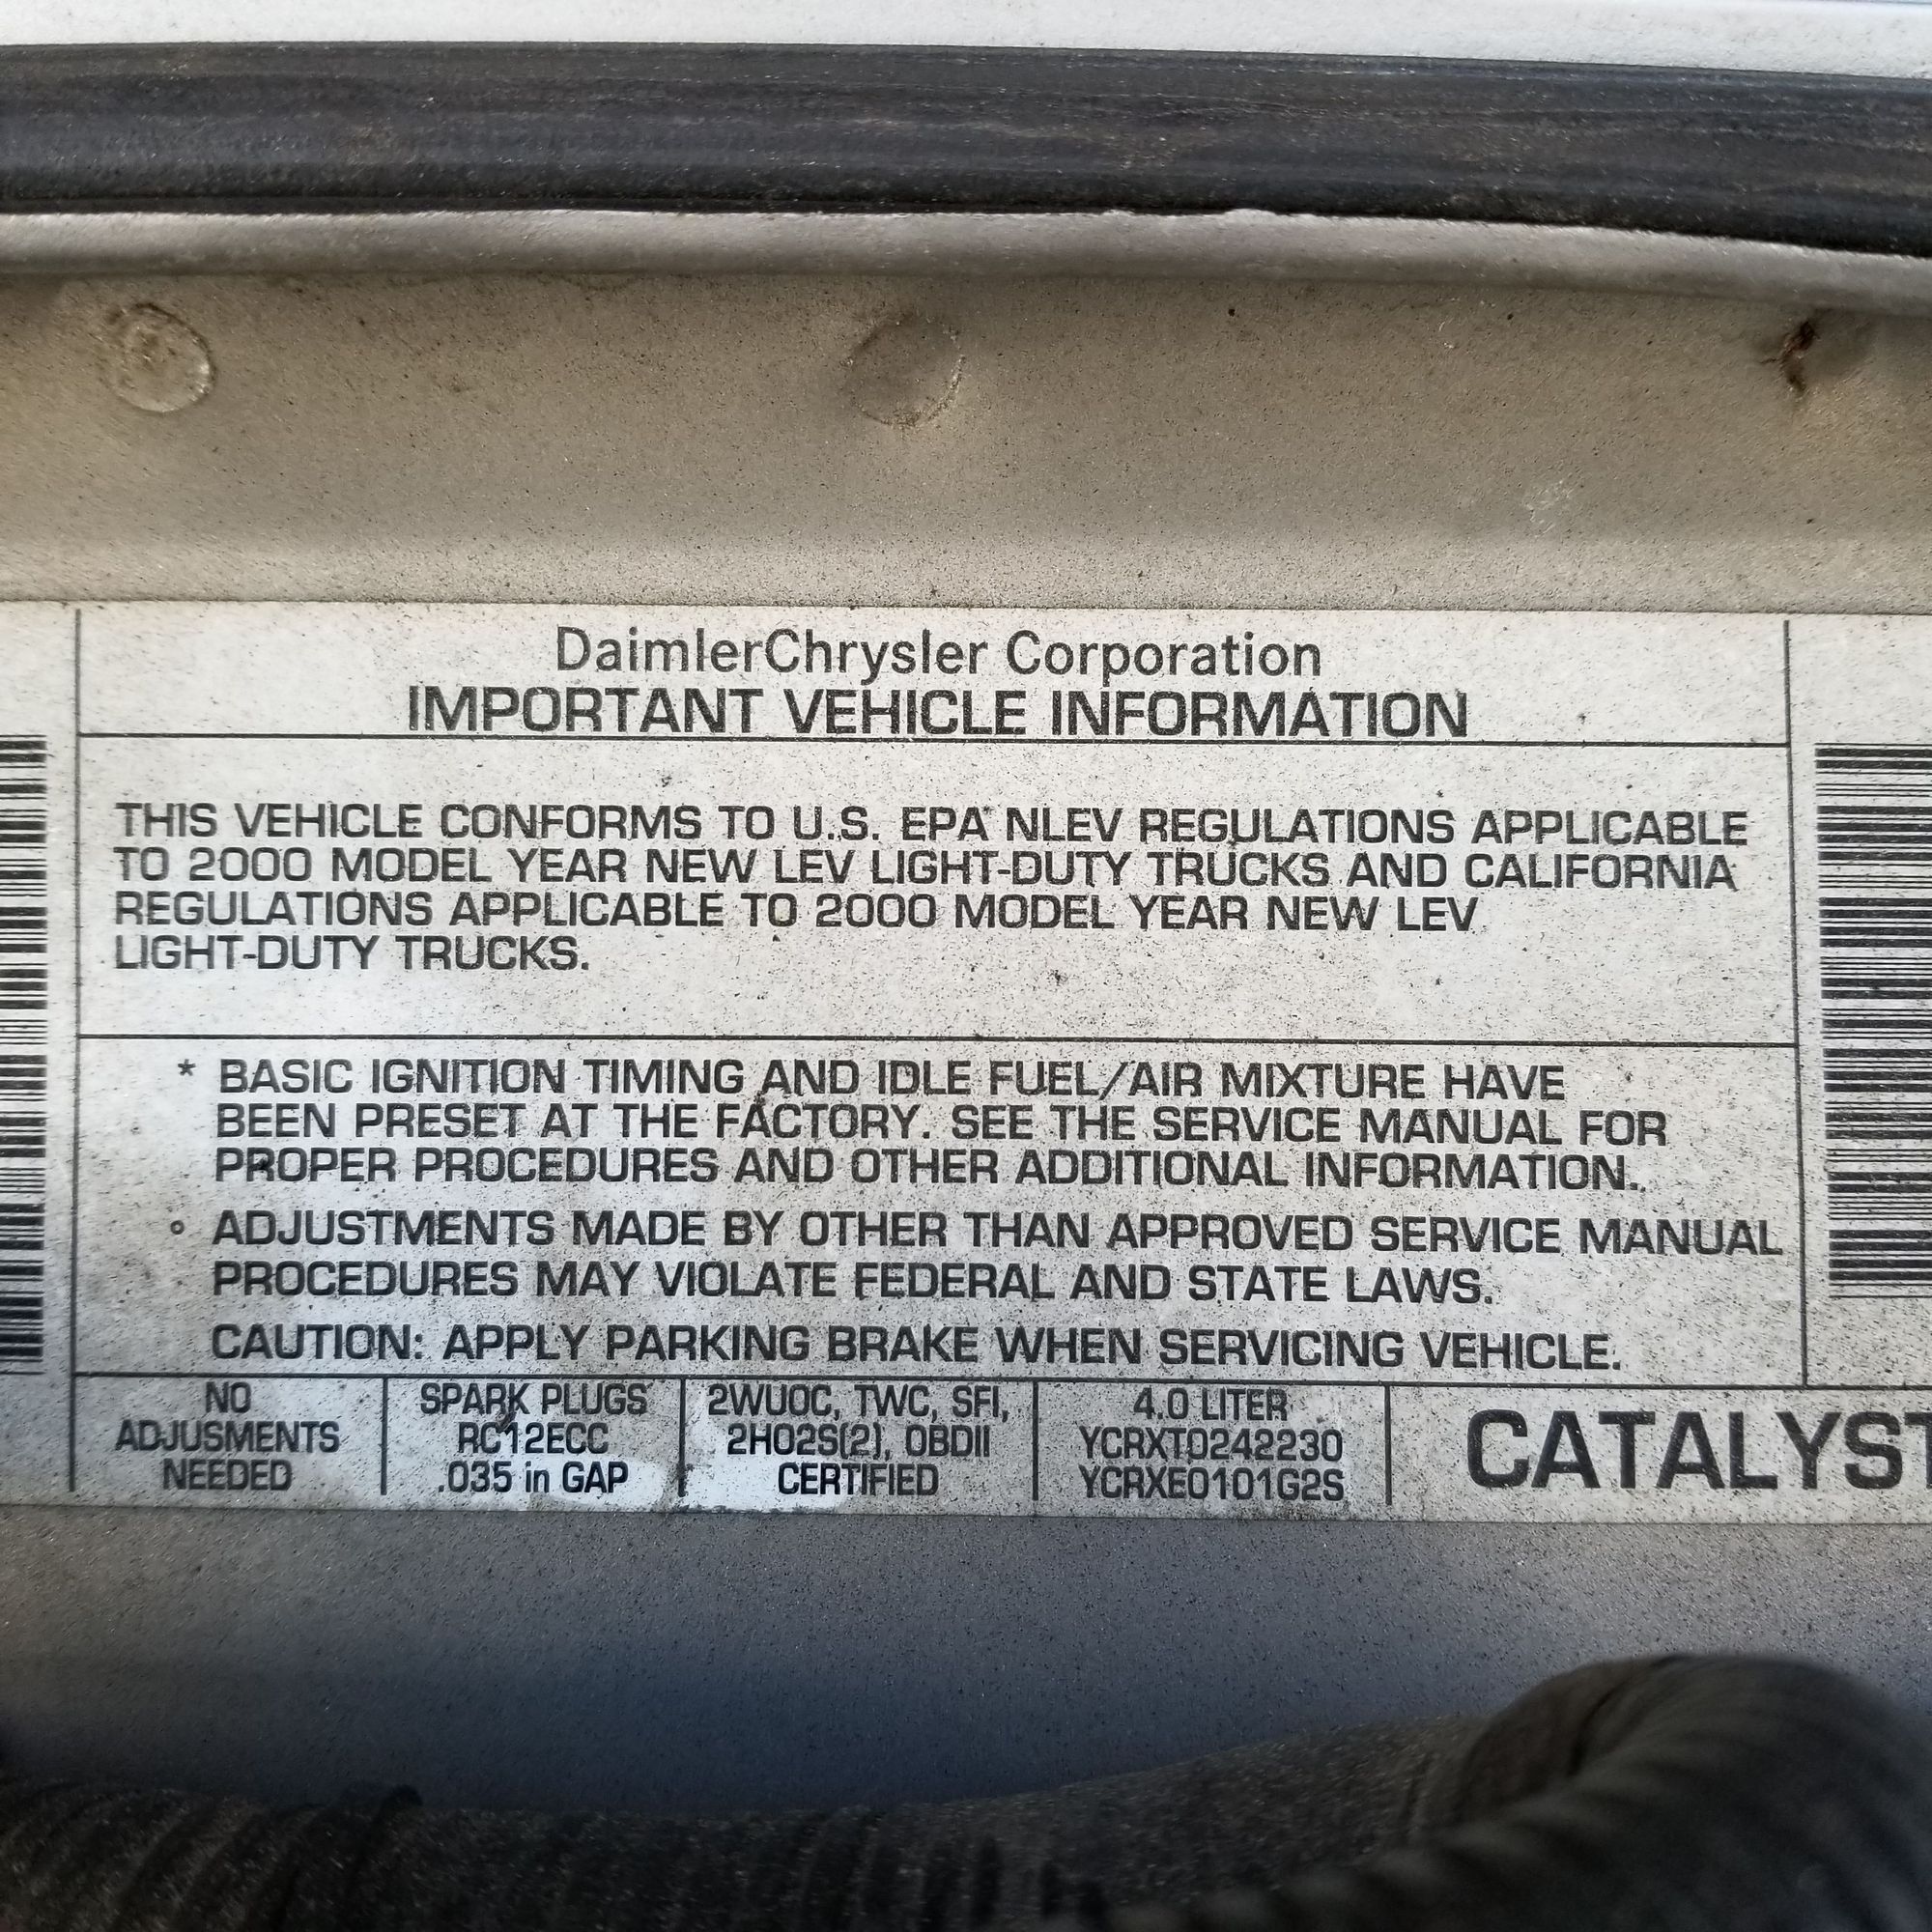 DaimlerChrysler Corporation
IMPORTANT VEHICLE INFORMATION
THIS VEHICLE CONFORMS TO U.S. EPA NLEV REGULATIONS APPLICABLE
TO 2000 MODEL YEAR NEW LEV LIGHT-DUTY TRUCKS AND CALIFORNIA
REGULATIONS APPLICABLE TO 2000 MODEL YEAR NEW LEV
LIGHT-DUTY TRUCKS.
* BASIC IGNITION TIMING AND IDLE FUEL/AIR MIXTURE HAVE
BEEN PRESET AT THE FACTORY. SEE THE SERVICE MANUAL FOR
PROPER PROCEDURES AND OTHER ADDITIONAL INFORMATION.
° ADJUSTMENTS MADE BY OTHER THAN APPROVED SERVICE MANUAL
PROCEDURES MAY VIOLATE FEDERAL AND STATE LAWS.
CAUTION: APPLY PARKING BRAKE WHEN SERVICING VEHICLE.
NO
ADJUSMENTS
NEEDED
SPARK PLUGS
RC12ECC
.035 in GAP
2WUOC, TWC, SFI,
2HO2S(2), OBDII
CERTIFIED
4.0 LITER
YCRXT0242230
YCRXE0101G2S
CATALYST